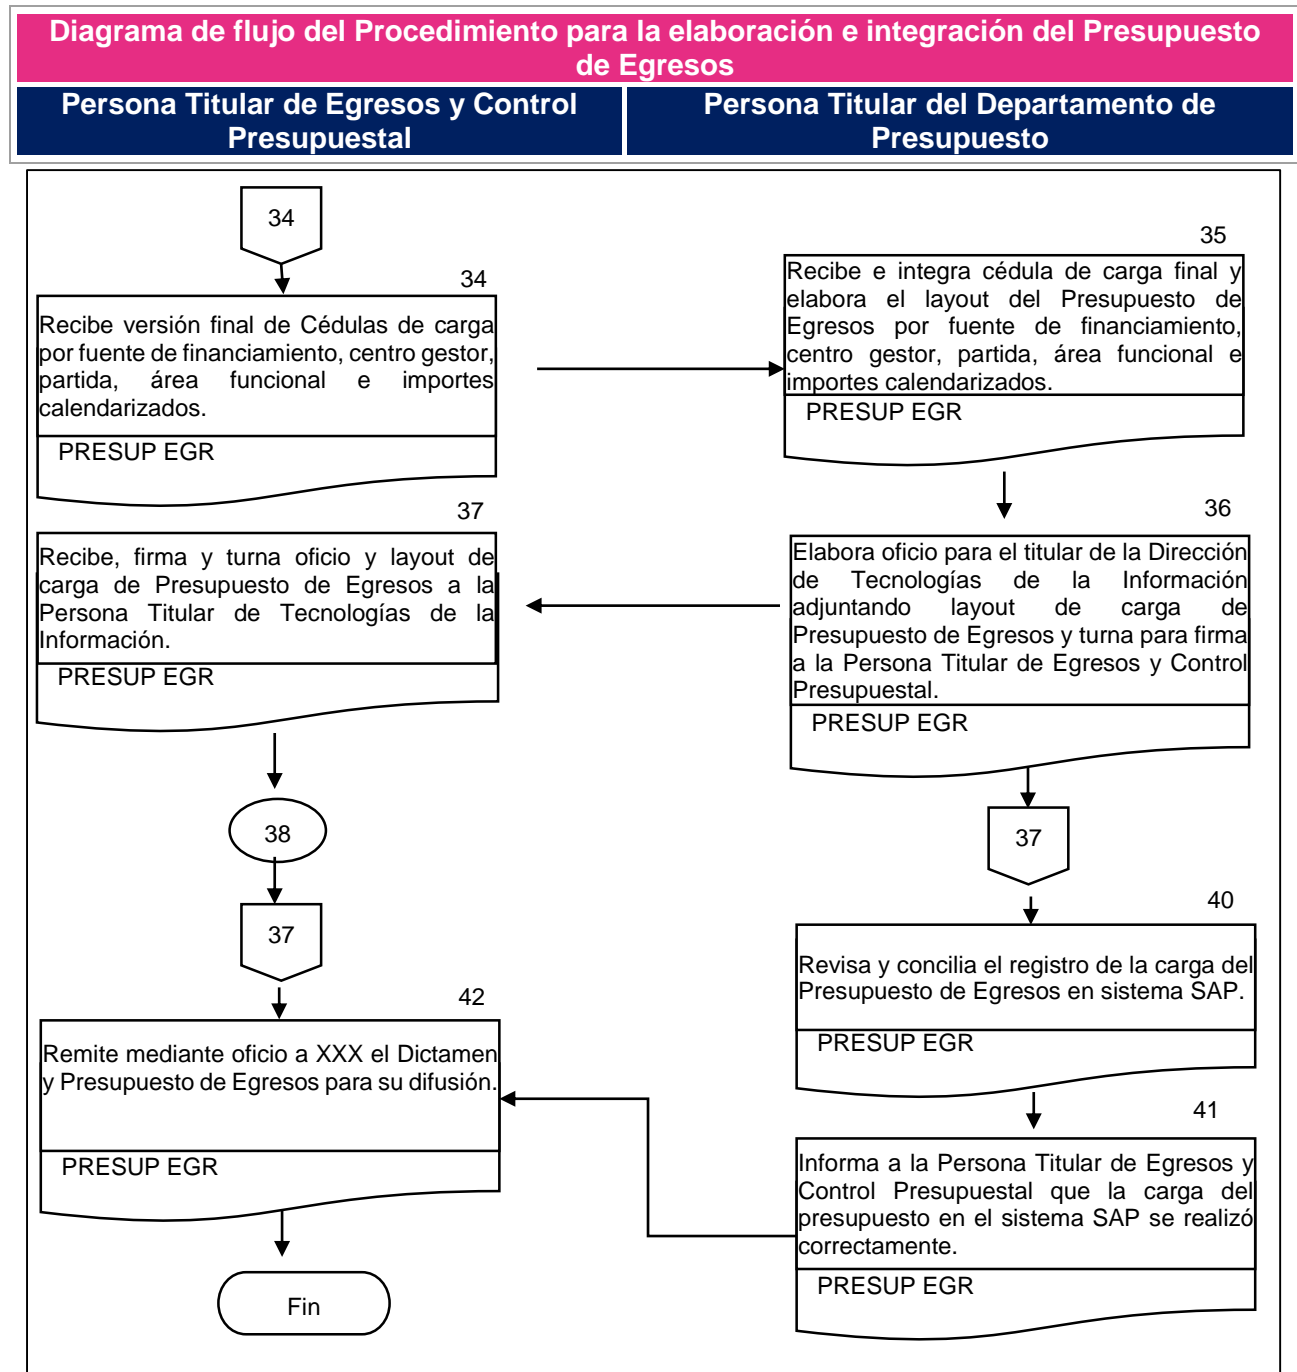 Diagrama de flujo del Procedimiento para la elaboración e integración del Presupuesto
de Egresos
Persona Titular de Egresos y Control
Presupuestal
Persona Titular del Departamento de
Presupuesto
34
34
Recibe versión final de Cédulas de carga
por fuente de financiamiento, centro gestor,
partida, área funcional e importes
calendarizados.
PRESUP EGR
35
Recibe e integra cédula de carga final y
elabora el layout del Presupuesto de
Egresos por fuente de financiamiento,
centro gestor, partida, área funcional e
importes calendarizados.
PRESUP EGR
36
Elabora oficio para el titular de la Dirección
de Tecnologías de la Información
adjuntando layout de carga de
Presupuesto de Egresos y turna para firma
a la Persona Titular de Egresos y Control
Presupuestal.
PRESUP EGR
37
Recibe, firma y turna oficio y layout de
carga de Presupuesto de Egresos a la
Persona Titular de Tecnologías de la
Información.
PRESUP EGR
38
37
37
40
Revisa y concilia el registro de la carga del
Presupuesto de Egresos en sistema SAP.
PRESUP EGR
41
Informa a la Persona Titular de Egresos y
Control Presupuestal que la carga del
presupuesto en el sistema SAP se realizó
correctamente.
PRESUP EGR
42
Remite mediante oficio a XXX el Dictamen
y Presupuesto de Egresos para su difusión.
PRESUP EGR
Fin